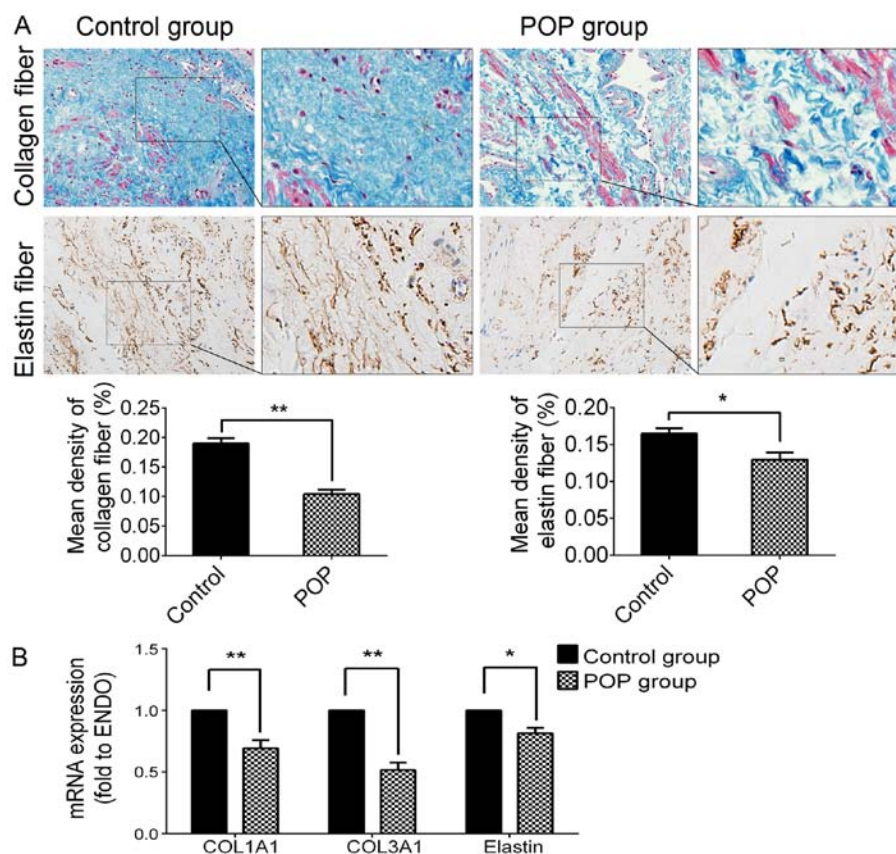 A
Control group
POP group
Collagen fiber
Elastin fiber
Mean density of
collagen fiber (%)
0.25
0.20
0.15
0.10
0.05
0.00
**
Control
POP
Mean density of
elastin fiber (%)
0.20
0.15
0.10
0.05
0.00
*
Control
POP
B
mRNA expression
(fold to ENDO)
1.5
1.0
0.5
0.0
**
**
*
COL1A1
COL3A1
Elastin
Control group
POP group